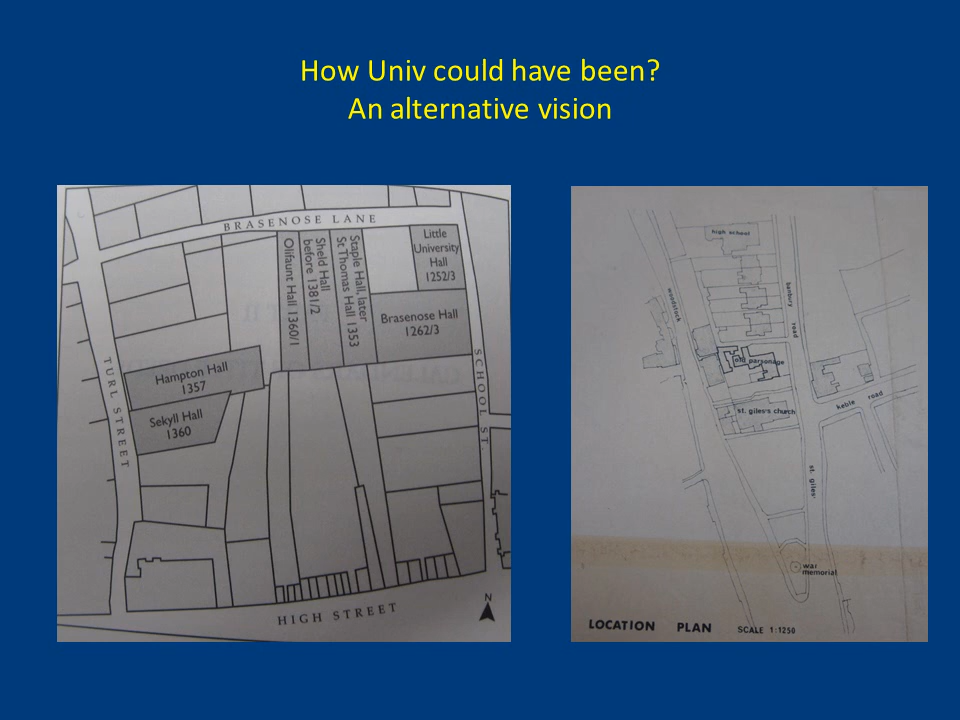 How Univ could have been?
An alternative vision
BRASENOSE LANE
Olifaunt Hall 1360/1
Sheld Hall
before 1381/2
Staple Hall, later
St Thomas Hall 1353
Little
University
Hall
1252/3
Brasenose Hall
1262/3
Hampton Hall
1357
Sekyll Hall
1360
TURL STREET
SCHOOL ST.
HIGH STREET
N
high school
woodstock
banbury
road
old parsonage
st. giles's church
keble road
st. giles'
war
memorial
LOCATION PLAN SCALE 1:1250